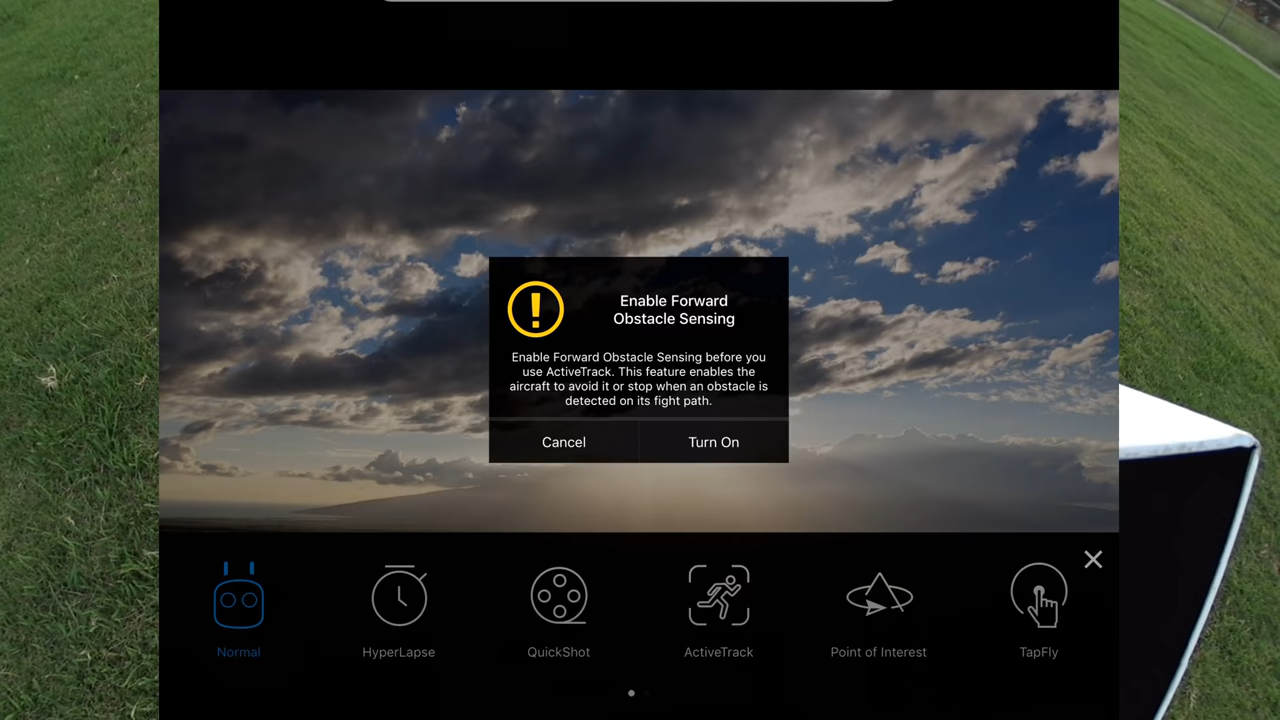 Enable Forward
Obstacle Sensing
Enable Forward Obstacle Sensing before you
use ActiveTrack. This feature enables the
aircraft to avoid it or stop when an obstacle is
detected on its fight path.
Cancel
Turn On
Normal
HyperLapse
QuickShot
ActiveTrack
Point of Interest
TapFly